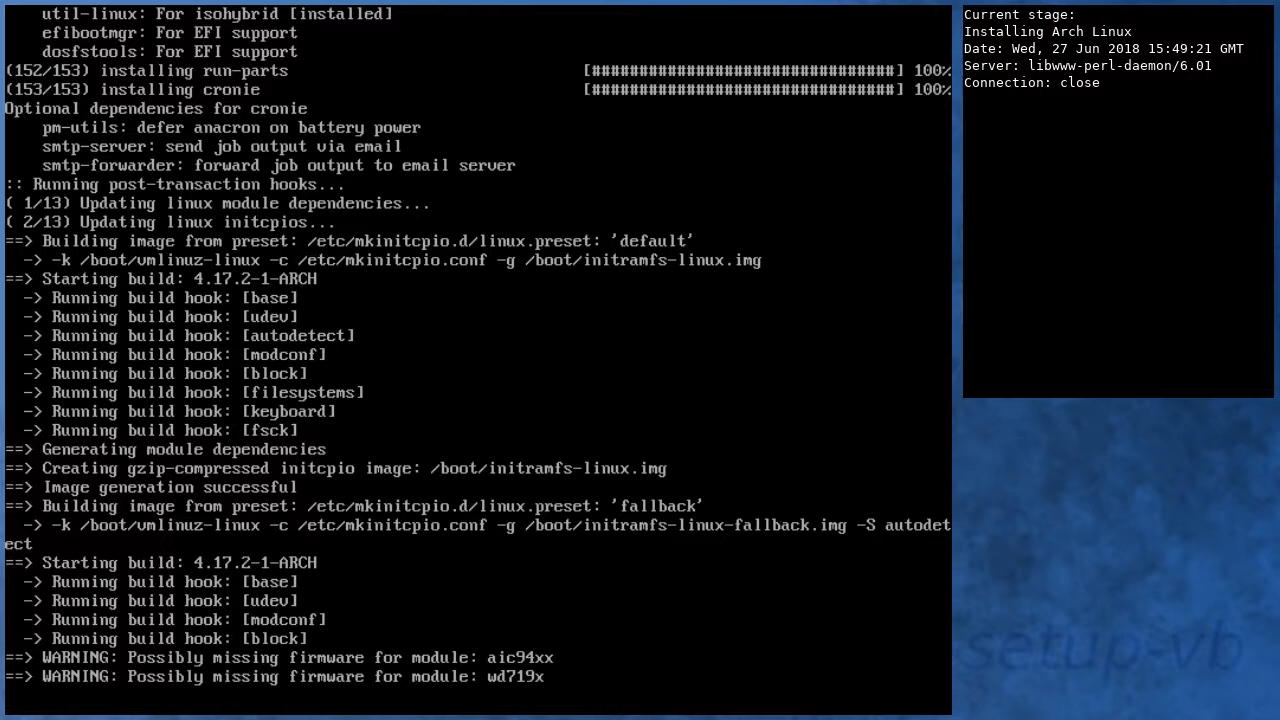 util-linux: For isohybrid [installed]
efibootmgr: For EFI support
dosfstools: For EFI support
(152/153) installing run-parts [################################] 100%
(153/153) installing cronie [################################] 100%
Optional dependencies for cronie
pm-utils: defer anacron on battery power
smtp-server: send job output via email
smtp-forwarder: forward job output to email server
:: Running post-transaction hooks...
( 1/13) Updating linux module dependencies...
( 2/13) Updating linux initcpios...
==> Building image from preset: /etc/mkinitcpio.d/linux.preset: 'default'
-> -k /boot/vmlinuz-linux -c /etc/mkinitcpio.conf -g /boot/initramfs-linux.img
==> Starting build: 4.17.2-1-ARCH
-> Running build hook: [base]
-> Running build hook: [udev]
-> Running build hook: [autodetect]
-> Running build hook: [modconf]
-> Running build hook: [block]
-> Running build hook: [filesystems]
-> Running build hook: [keyboard]
-> Running build hook: [fsck]
==> Generating module dependencies
==> Creating gzip-compressed initcpio image: /boot/initramfs-linux.img
==> Image generation successful
==> Building image from preset: /etc/mkinitcpio.d/linux.preset: 'fallback'
-> -k /boot/vmlinuz-linux -c /etc/mkinitcpio.conf -g /boot/initramfs-linux-fallback.img -S autodet
ect
==> Starting build: 4.17.2-1-ARCH
-> Running build hook: [base]
-> Running build hook: [udev]
-> Running build hook: [modconf]
-> Running build hook: [block]
==> WARNING: Possibly missing firmware for module: aic94xx
==> WARNING: Possibly missing firmware for module: wd719x
Current stage:
Installing Arch Linux
Date: Wed, 27 Jun 2018 15:49:21 GMT
Server: libwww-perl-daemon/6.01
Connection: close
setup-vb